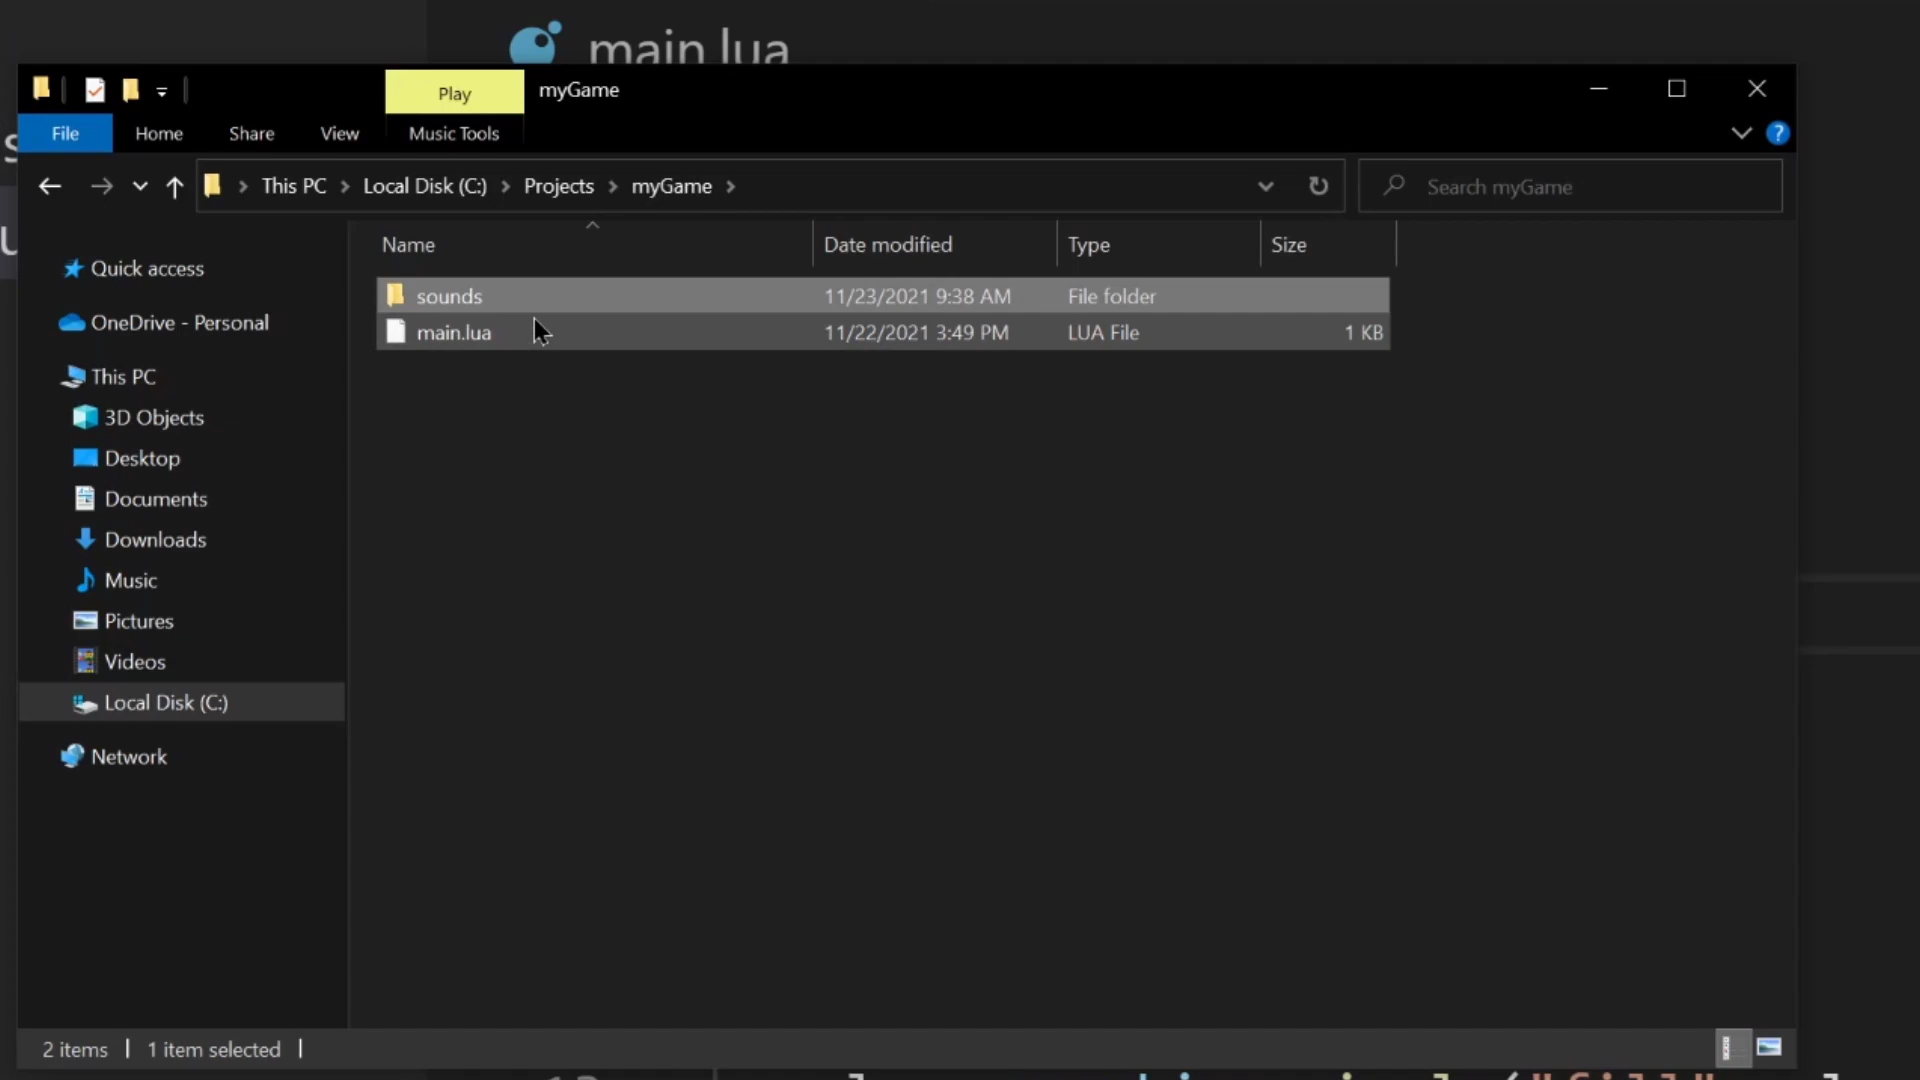 main.lua
Play
myGame
File
Home
Share
View
Music Tools
This PC
Local Disk (C:)
Projects
myGame
Search myGame
Name
Date modified
Type
Size
sounds
11/23/2021 9:38 AM
File folder
main.lua
11/22/2021 3:49 PM
LUA File
1 KB
Quick access
OneDrive - Personal
This PC
3D Objects
Desktop
Documents
Downloads
Music
Pictures
Videos
Local Disk (C:)
Network
2 items
1 item selected